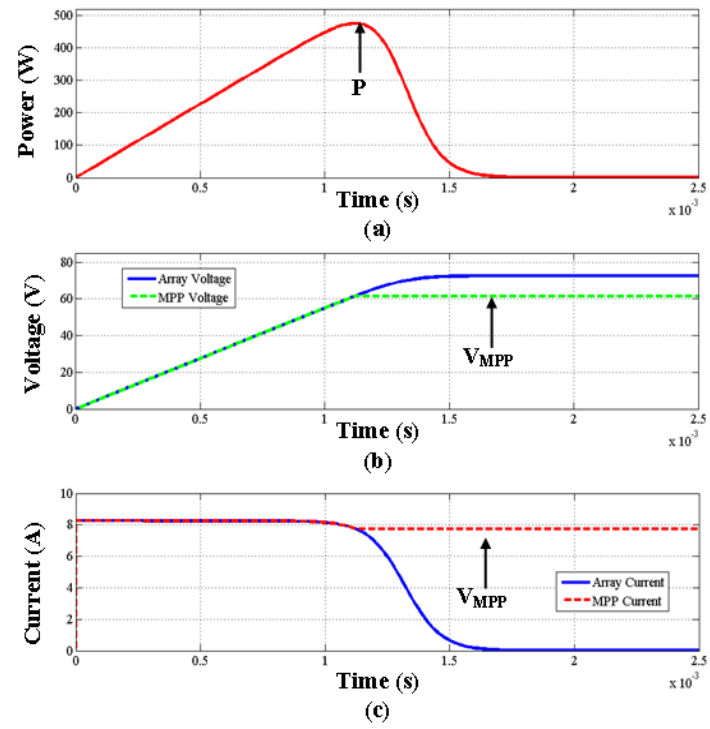 500
400
300
200
100
0
Power (W)
P
0
0.5
1
1.5
2
2.5
x 10-3
Time (s)
(a)
80
60
40
20
0
Voltage (V)
Array Voltage
MPP Voltage
VMPP
0
0.5
1
1.5
2
2.5
x 10-3
Time (s)
(b)
10
8
6
4
2
0
Current (A)
VMPP
Array Current
MPP Current
0
0.5
1
1.5
2
2.5
x 10-3
Time (s)
(c)